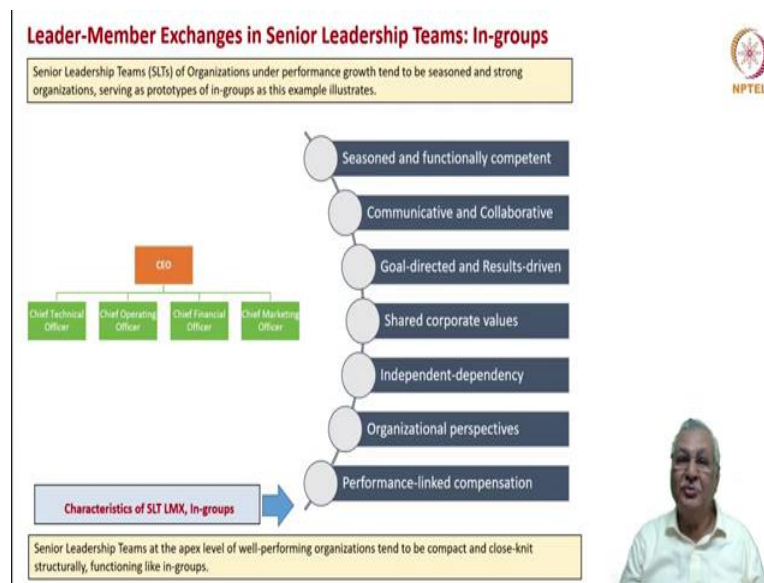 Leader-Member Exchanges in Senior Leadership Teams: In-groups
Senior Leadership Teams (SLTs) of Organizations under performance growth tend to be seasoned and strong
organizations, serving as prototypes of in-groups as this example illustrates.
NPTEL
Seasoned and functionally competent
Communicative and Collaborative
Goal-directed and Results-driven
Shared corporate values
Independent-dependency
Organizational perspectives
Performance-linked compensation
CEO
Chief Technical
Officer
Chief Operating
Officer
Chief Financial
Officer
Chief Marketing
Officer
Characteristics of SLT LMX, In-groups
Senior Leadership Teams at the apex level of well-performing organizations tend to be compact and close-knit
structurally, functioning like in-groups.